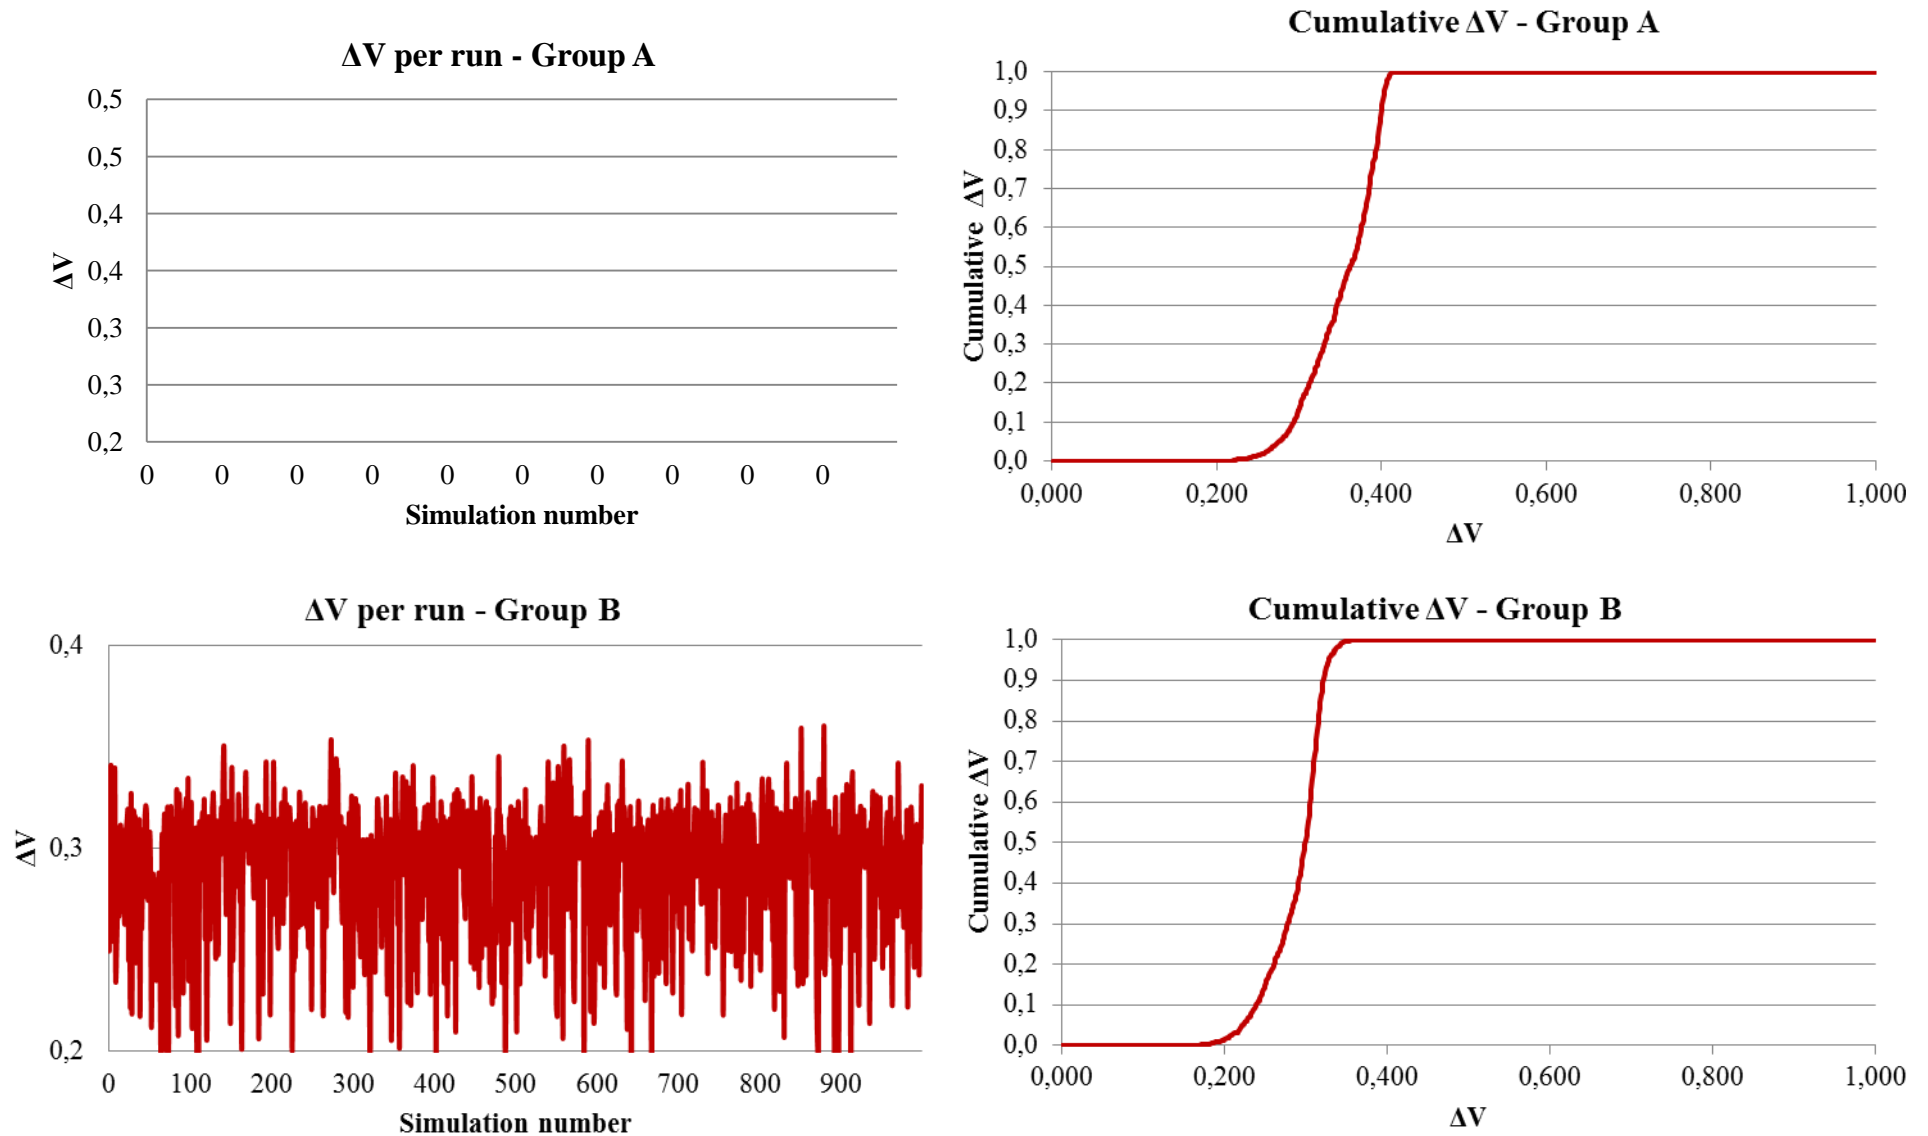 ΔV per run - Group A
0,5
0,5
0,4
0,4
0,3
0,3
0,2
ΔV
0 0 0 0 0 0 0 0 0 0
Simulation number
Cumulative ΔV - Group A
1,0
0,9
0,8
0,7
0,6
0,5
0,4
0,3
0,2
0,1
0,0
Cumulative ΔV
0,000 0,200 0,400 0,600 0,800 1,000
ΔV
ΔV per run - Group B
0,4
0,3
0,2
ΔV
0 100 200 300 400 500 600 700 800 900
Simulation number
Cumulative ΔV - Group B
1,0
0,9
0,8
0,7
0,6
0,5
0,4
0,3
0,2
0,1
0,0
Cumulative ΔV
0,000 0,200 0,400 0,600 0,800 1,000
ΔV